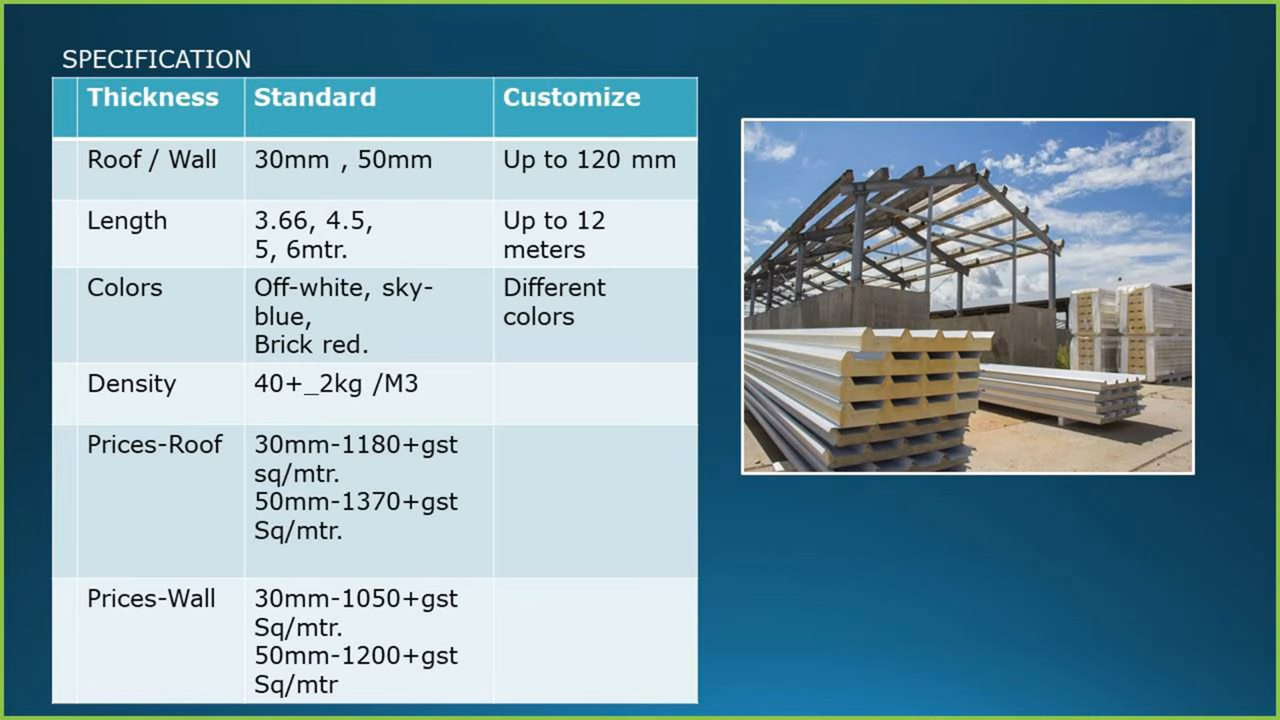 SPECIFICATION
Thickness Standard Customize
Roof / Wall 30mm , 50mm Up to 120 mm
Length 3.66, 4.5, Up to 12
5, 6mtr. meters
Colors Off-white, sky- Different
blue, colors
Brick red.
Density 40+_2kg /M3
Prices-Roof 30mm-1180+gst
sq/mtr.
50mm-1370+gst
Sq/mtr.
Prices-Wall 30mm-1050+gst
Sq/mtr.
50mm-1200+gst
Sq/mtr